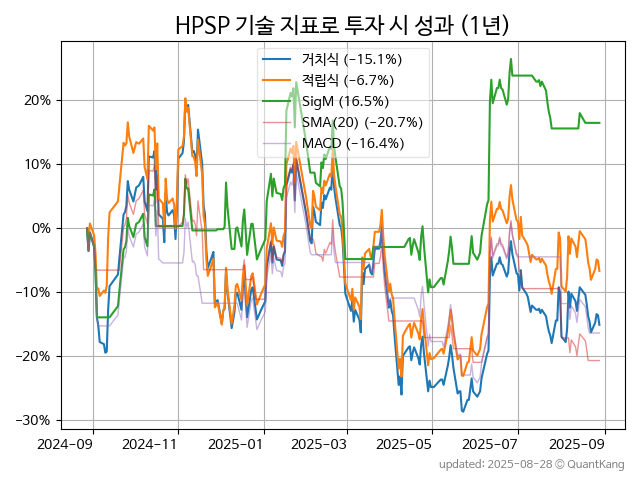 HPSP 기술 지표로 투자 시 성과 (1년)
거치식 (−15.1%)
적립식 (−6.7%)
SigM (16.5%)
SMA(20) (−20.7%)
MACD (−16.4%)
20%
10%
0%
−10%
−20%
−30%
2024-09 2024-11 2025-01 2025-03 2025-05 2025-07 2025-09
updated: 2025-08-28 © QuantKang